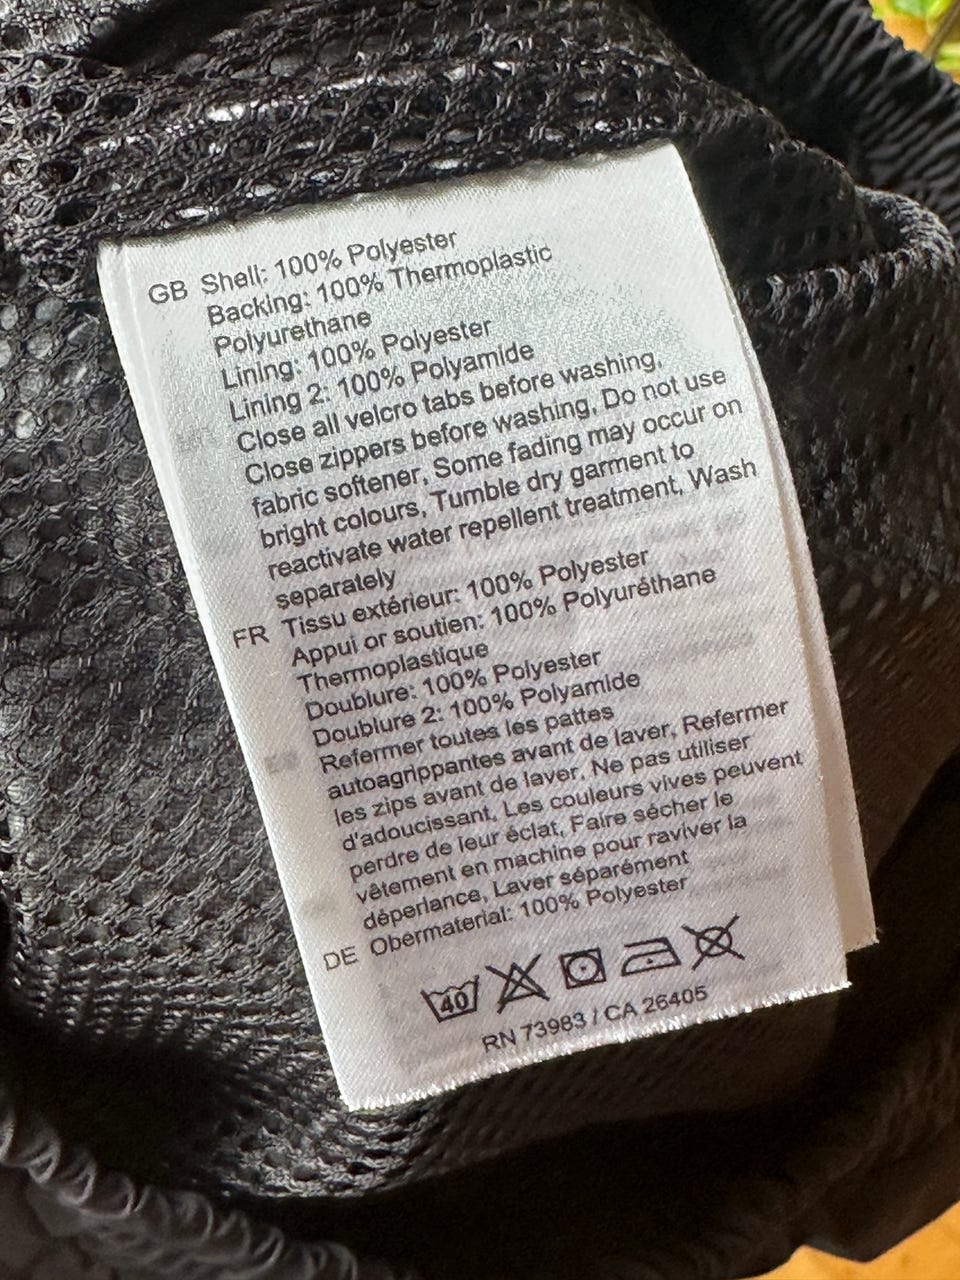 GB Shell: 100% Polyester
Backing: 100% Thermoplastic
Polyurethane
Lining: 100% Polyester
Lining 2: 100% Polyamide
Close all velcro tabs before washing,
Close zippers before washing, Do not use
fabric softener, Some fading may occur on
bright colours, Tumble dry garment to
reactivate water repellent treatment, Wash
separately
FR Tissu extérieur: 100% Polyester
Appui or soutien: 100% Polyuréthane
Thermoplastique
Doublure: 100% Polyester
Doublure 2: 100% Polyamide
Refermer toutes les pattes
autoagrippantes avant de laver, Refermer
les zips avant de laver, Ne pas utiliser
d'adoucissant, Les couleurs vives peuvent
perdre de leur éclat, Faire sécher le
vêtement en machine pour raviver la
déperlance, Laver séparément
DE Obermaterial: 100% Polyester
40
RN 73983 / CA 26405